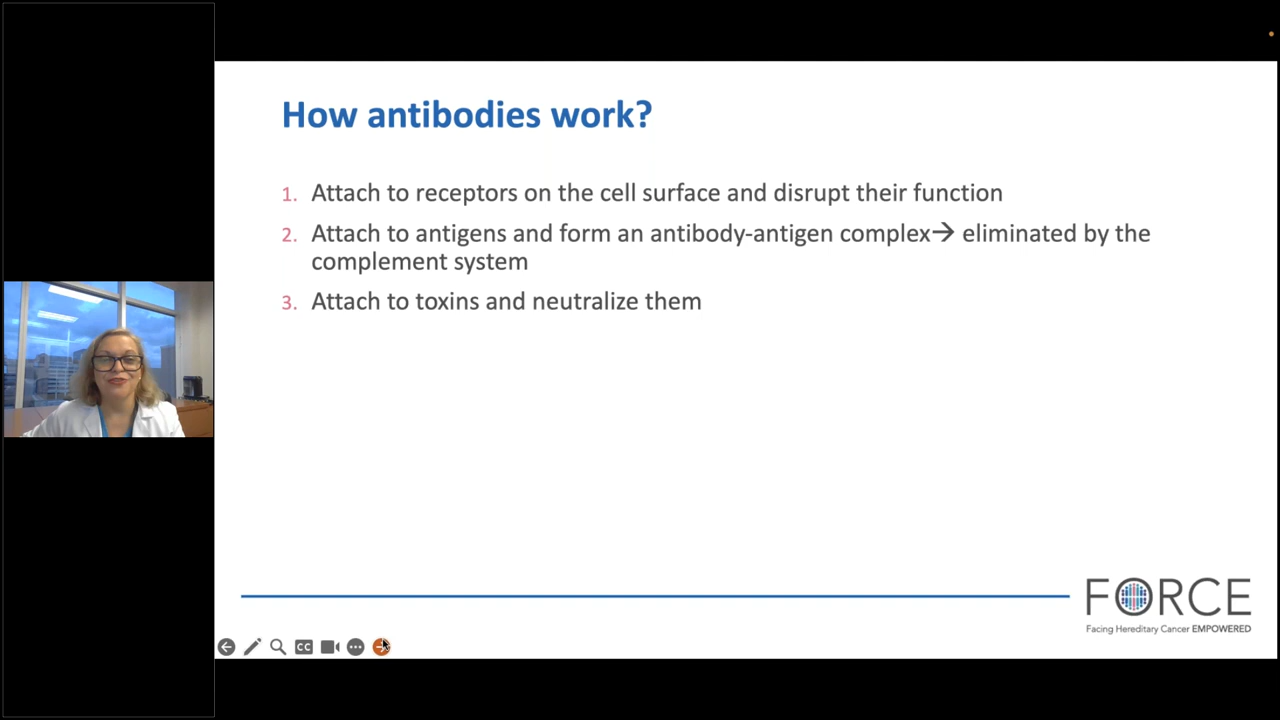 How antibodies work?
1. Attach to receptors on the cell surface and disrupt their function
2. Attach to antigens and form an antibody-antigen complex→ eliminated by the
complement system
3. Attach to toxins and neutralize them
FORCE
Facing Hereditary Cancer EMPOWERED
CC